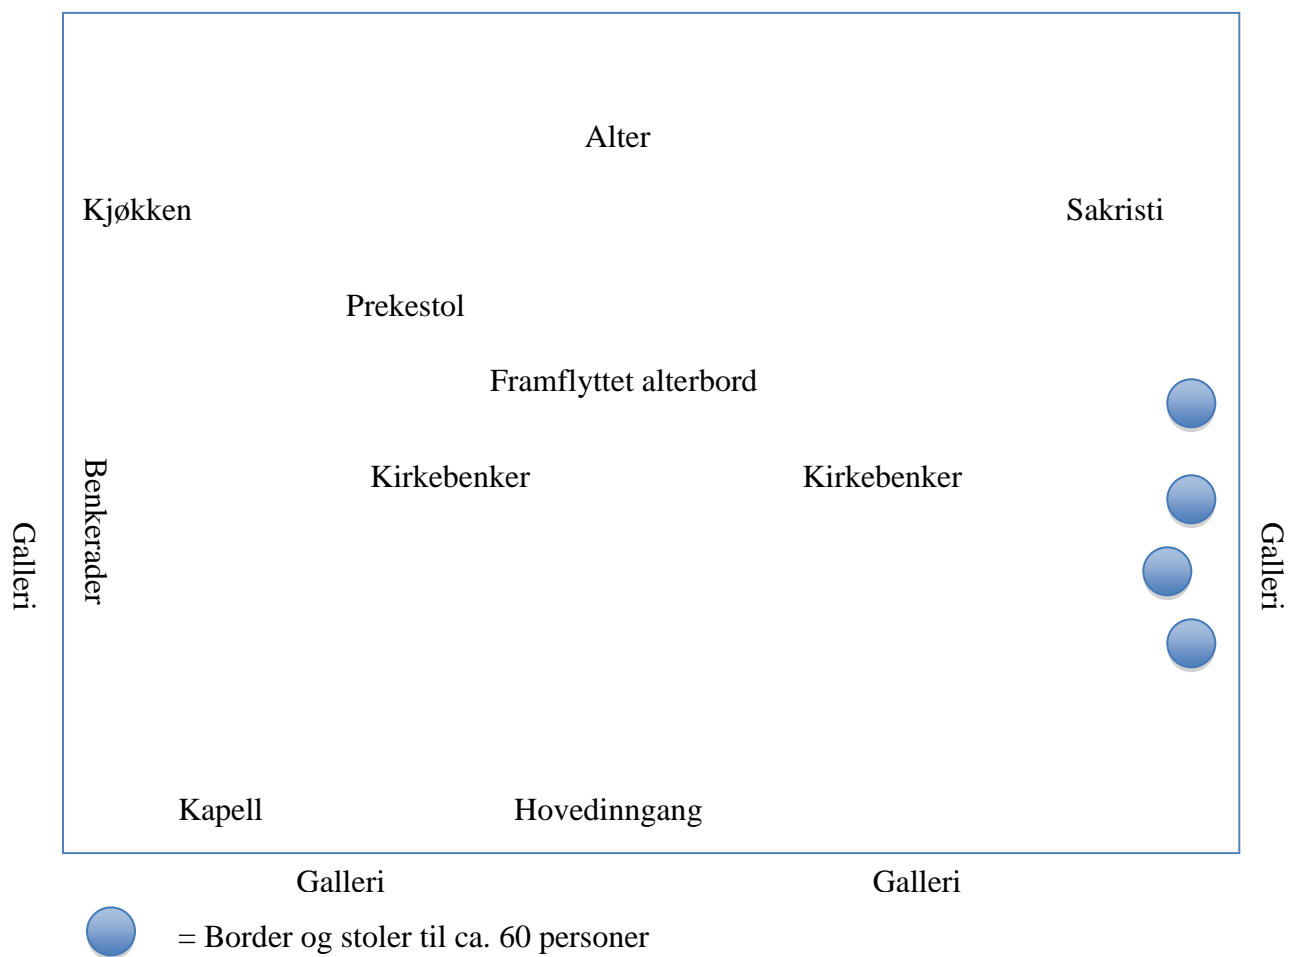 Alter
Kjøkken
Sakristi
Prekestol
Framflyttet alterbord
Kirkebenker
Kirkebenker
Benkerader
Galleri
Galleri
Kapell
Hovedinngang
Galleri
Galleri
= Border og stoler til ca. 60 personer